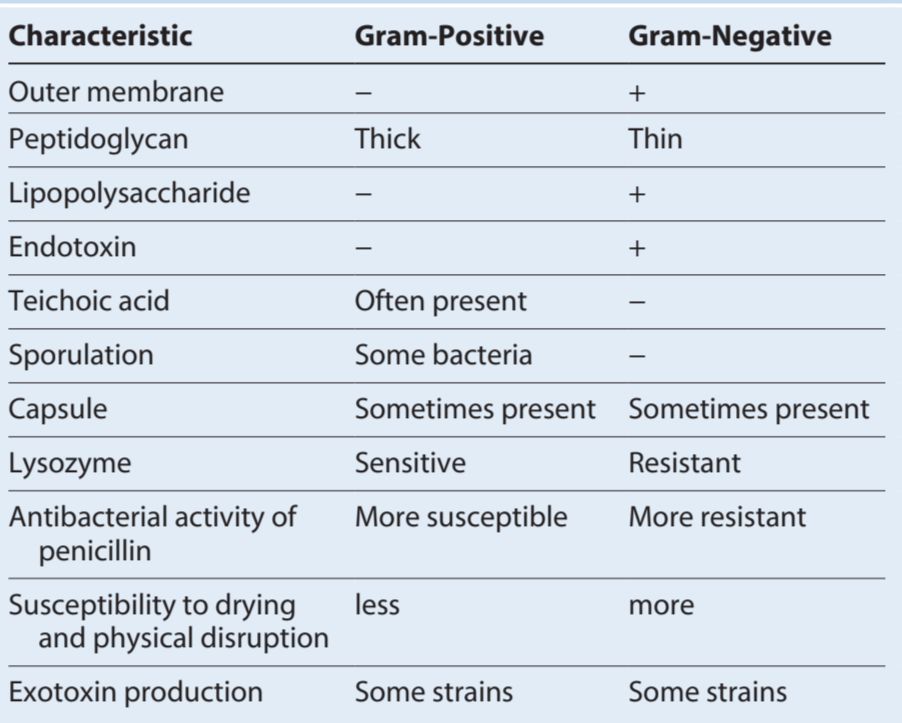 Characteristic Gram-Positive Gram-Negative
Outer membrane – +
Peptidoglycan Thick Thin
Lipopolysaccharide – +
Endotoxin – +
Teichoic acid Often present –
Sporulation Some bacteria –
Capsule Sometimes present Sometimes present
Lysozyme Sensitive Resistant
Antibacterial activity of More susceptible More resistant
penicillin
Susceptibility to drying less more
and physical disruption
Exotoxin production Some strains Some strains